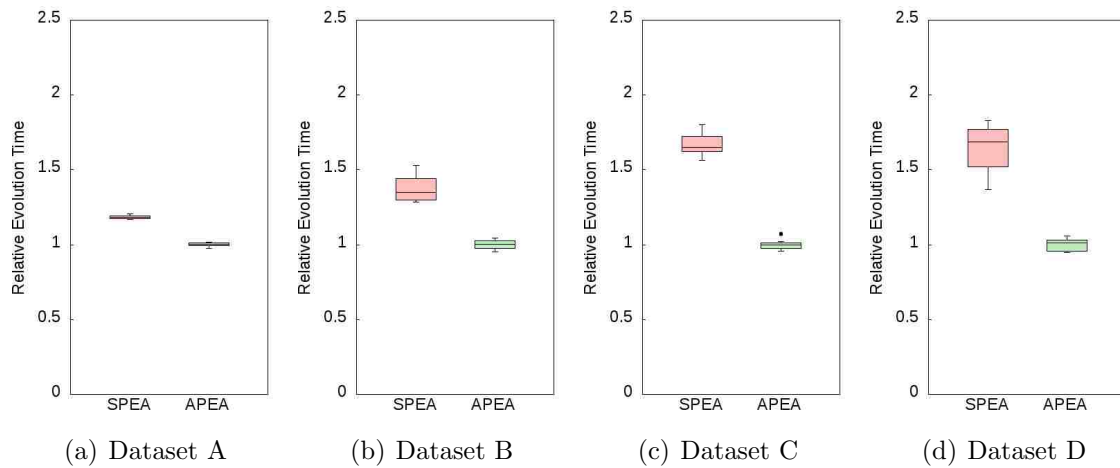 Relative Evolution Time
2.5
2
1.5
1
0.5
0
SPEA APEA
(a) Dataset A
Relative Evolution Time
2.5
2
1.5
1
0.5
0
SPEA APEA
(b) Dataset B
Relative Evolution Time
2.5
2
1.5
1
0.5
0
SPEA APEA
(c) Dataset C
Relative Evolution Time
2.5
2
1.5
1
0.5
0
SPEA APEA
(d) Dataset D